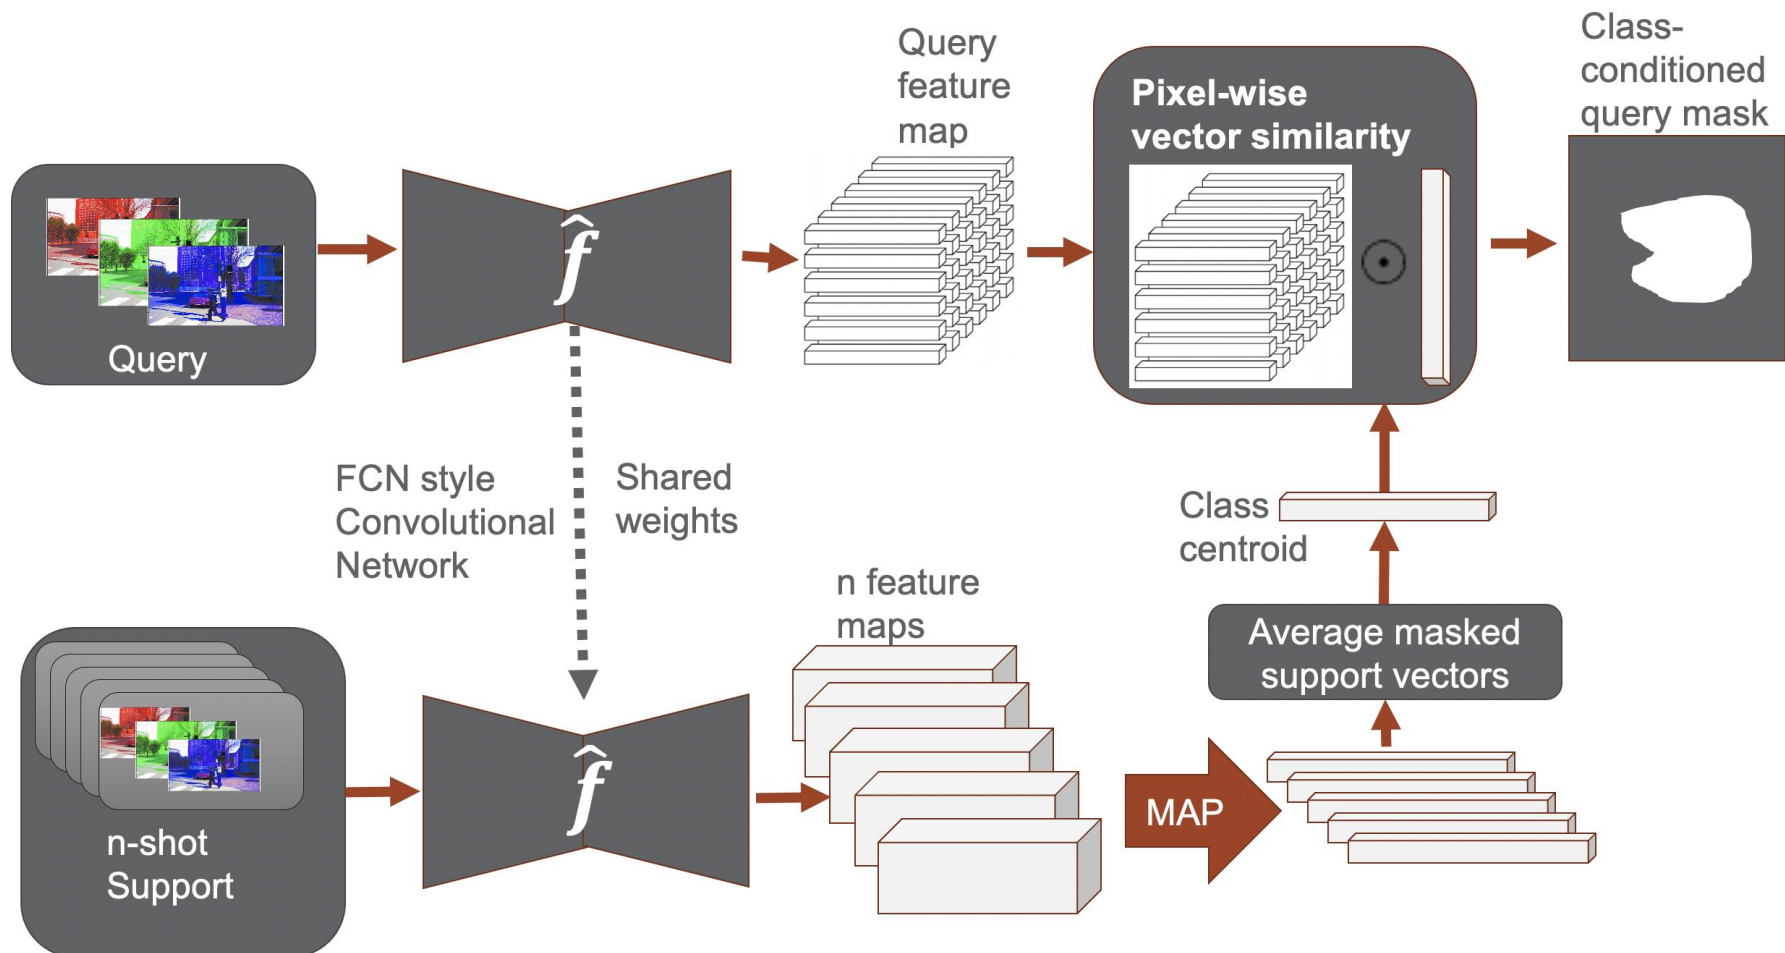 Query
feature
map
Class-
conditioned
query mask
Pixel-wise
vector similarity
f̂
Query
FCN style
Convolutional
Network
Shared
weights
Class
centroid
n feature
maps
Average masked
support vectors
f̂
MAP
n-shot
Support